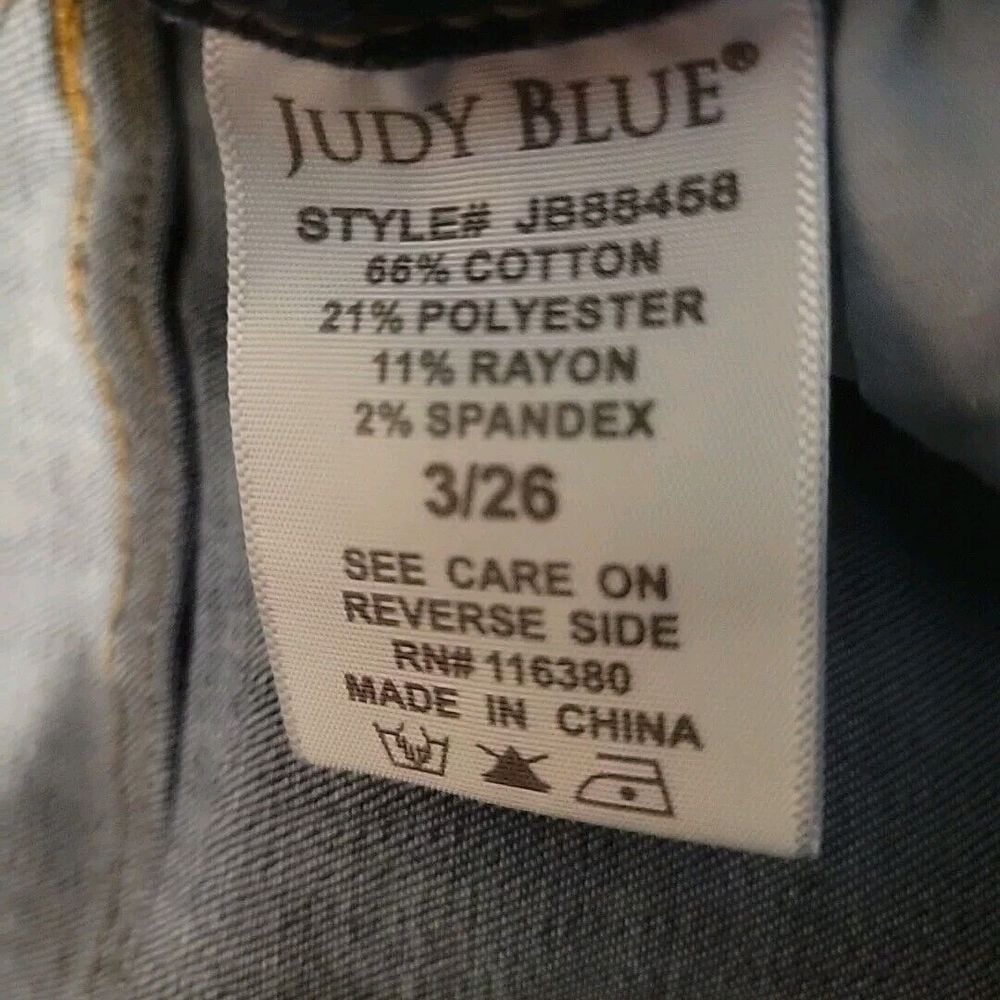 JUDY BLUE®
STYLE# JB88458
66% COTTON
21% POLYESTER
11% RAYON
2% SPANDEX
3/26
SEE CARE ON
REVERSE SIDE
RN# 116380
MADE IN CHINA